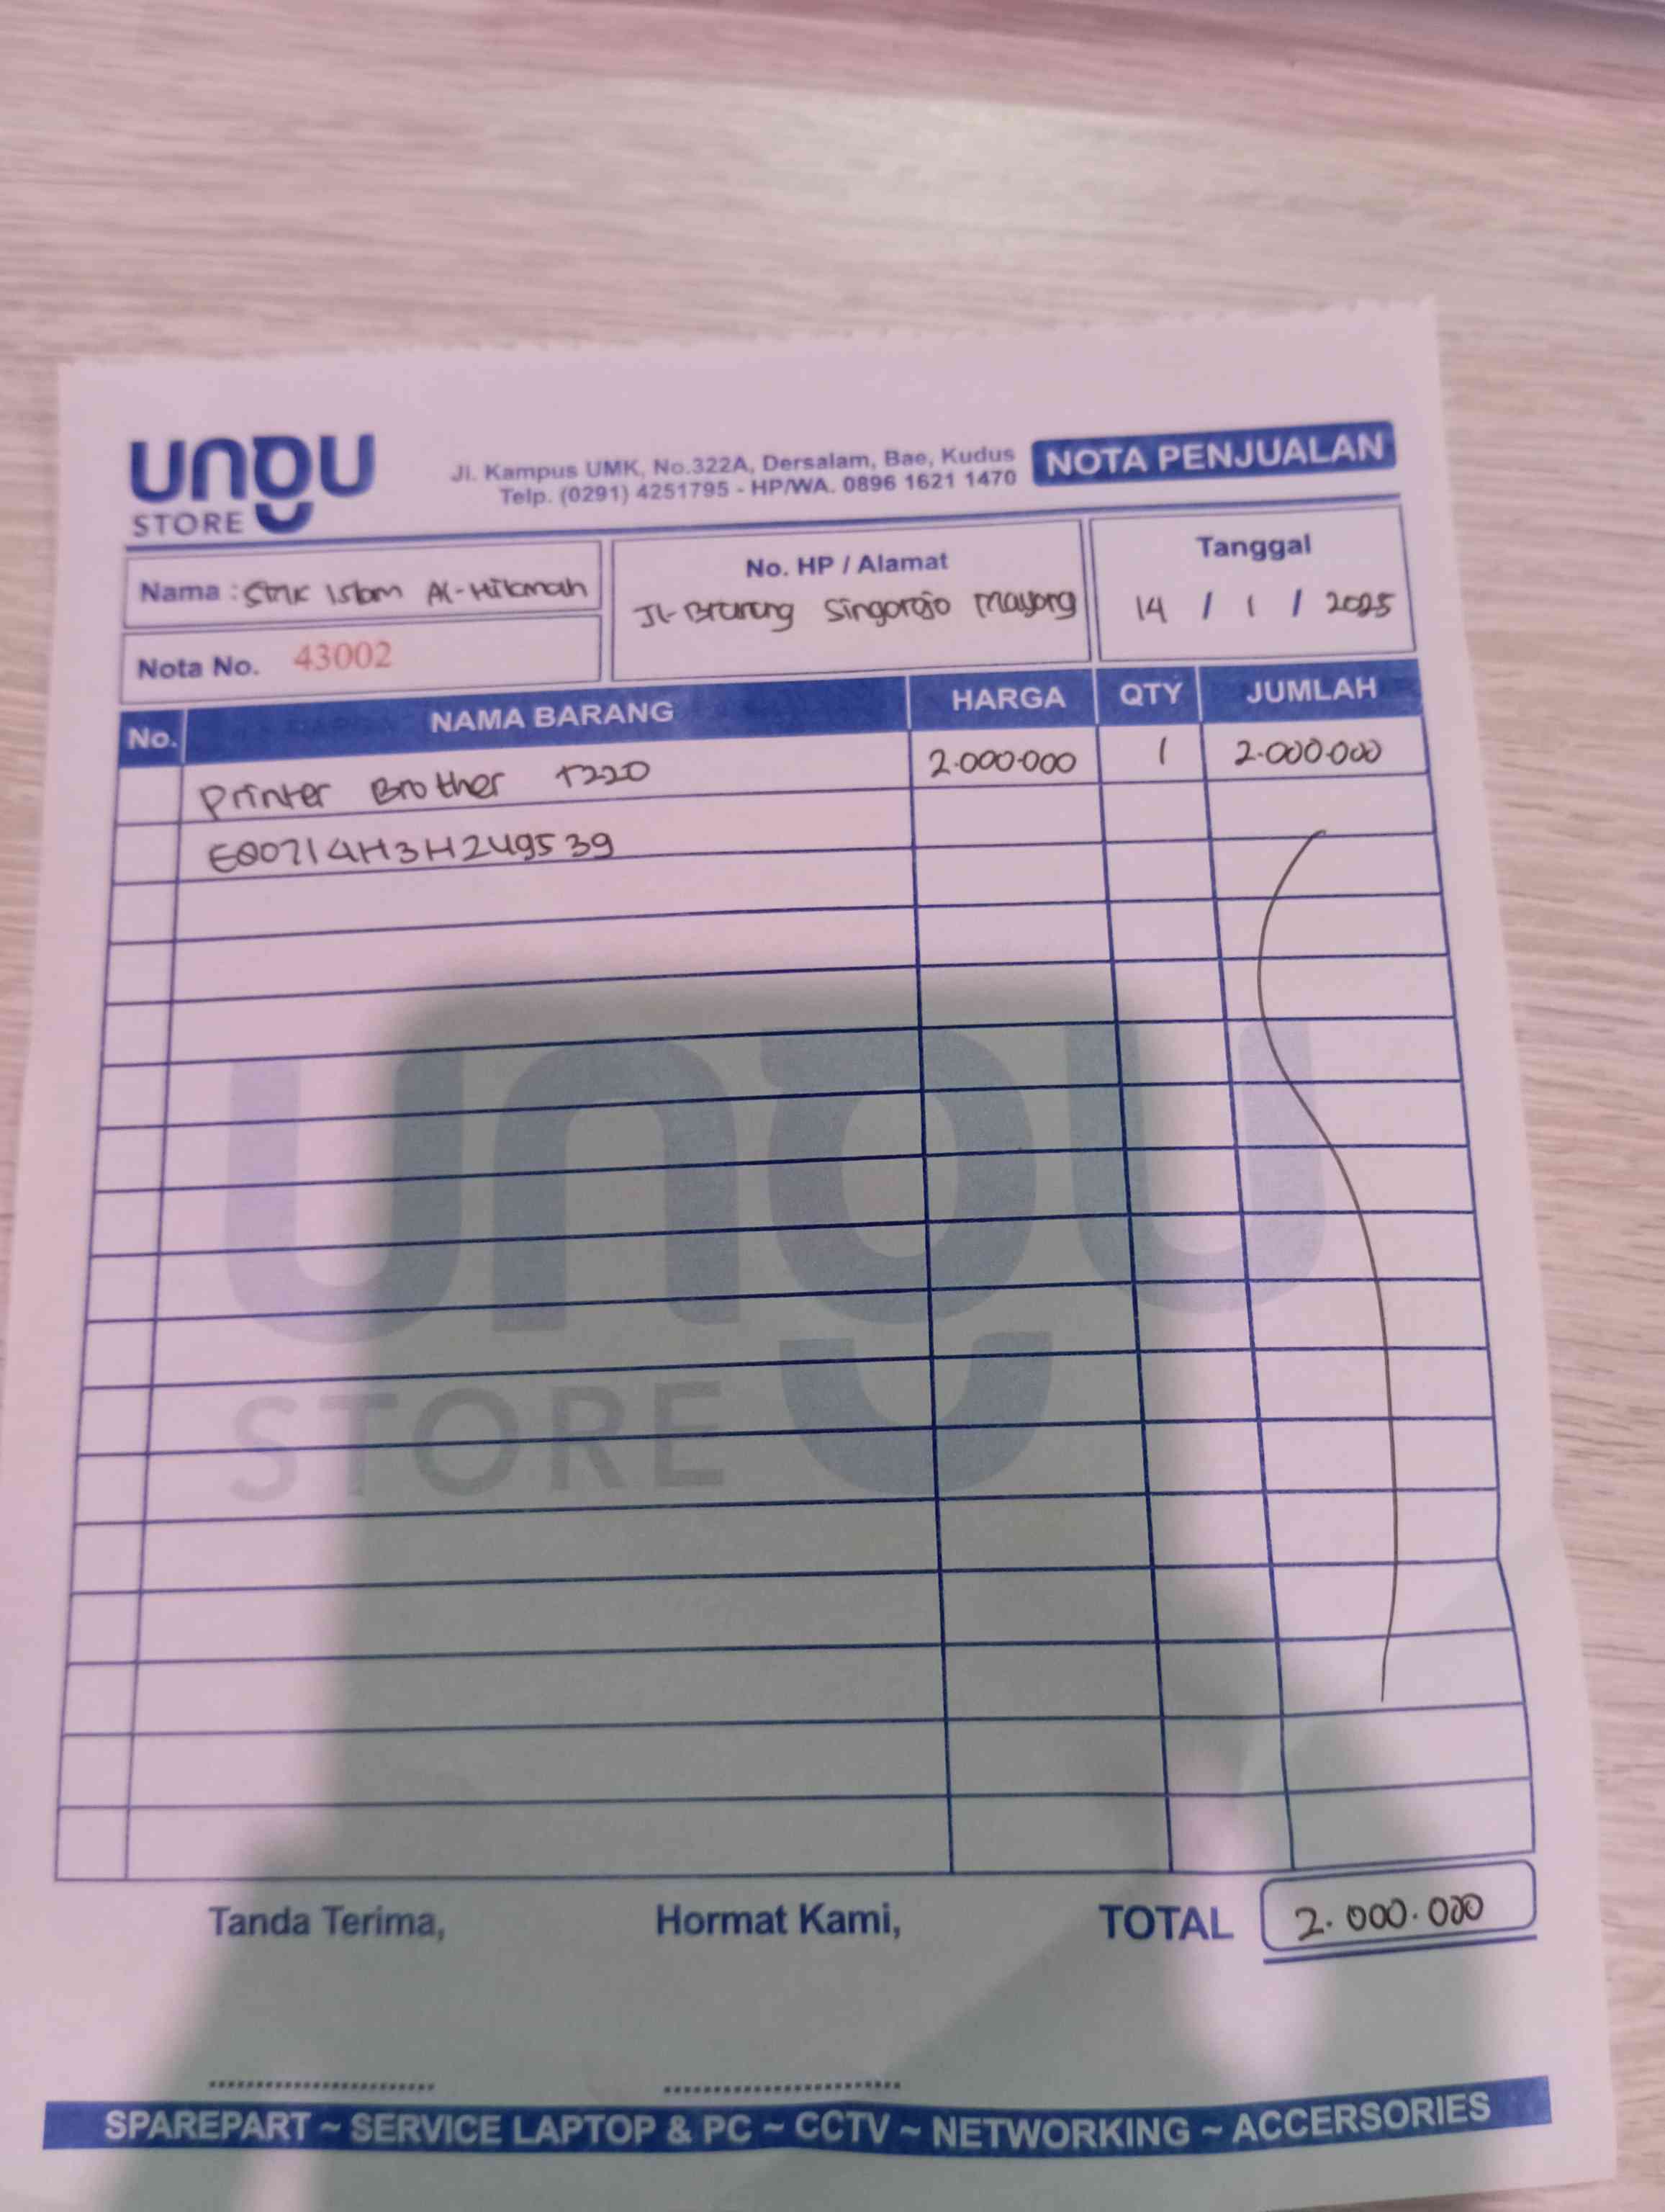 ungu
STORE
Jl. Kampus UMK, No.322A, Dersalam, Bae, Kudus
Telp. (0291) 4251795 - HP/WA. 0896 1621 1470
NOTA PENJUALAN
Nama : SMK Islam Al-Hikmah
No. HP / Alamat
Jl-Brarang Singorojo Mayong
Tanggal
14 / 1 / 2025
Nota No. 43002
No. NAMA BARANG HARGA QTY JUMLAH
Printer Brother T220 2.000.000 1 2.000.000
E80714H3H249539
ungu
STORE
Tanda Terima, Hormat Kami, TOTAL 2.000.000
SPAREPART ~ SERVICE LAPTOP & PC ~ CCTV ~ NETWORKING ~ ACCERSORIES